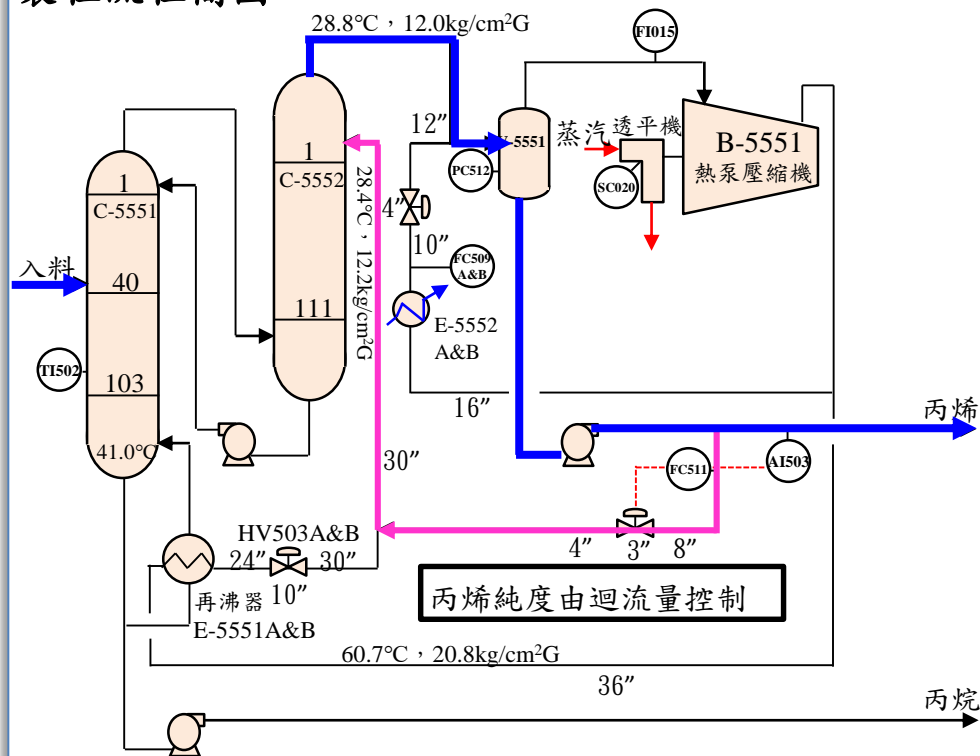 28.8℃，12.0kg/cm²G
FI015
12″
-5551
蒸汽
透平機
B-5551
熱泵壓縮機
1
C-5551
1
C-5552
PC512
SC020
28.4℃，12.2kg/cm²G
4″
10″
入料
40
111
FC509
A&B
E-5552
A&B
TI502
103
16″
丙烯
41.0℃
30″
FC511
AI503
HV503A&B
24″
30″
10″
4″
3″
8″
再沸器
E-5551A&B
丙烯純度由迴流量控制
60.7℃，20.8kg/cm²G
36″
丙烷